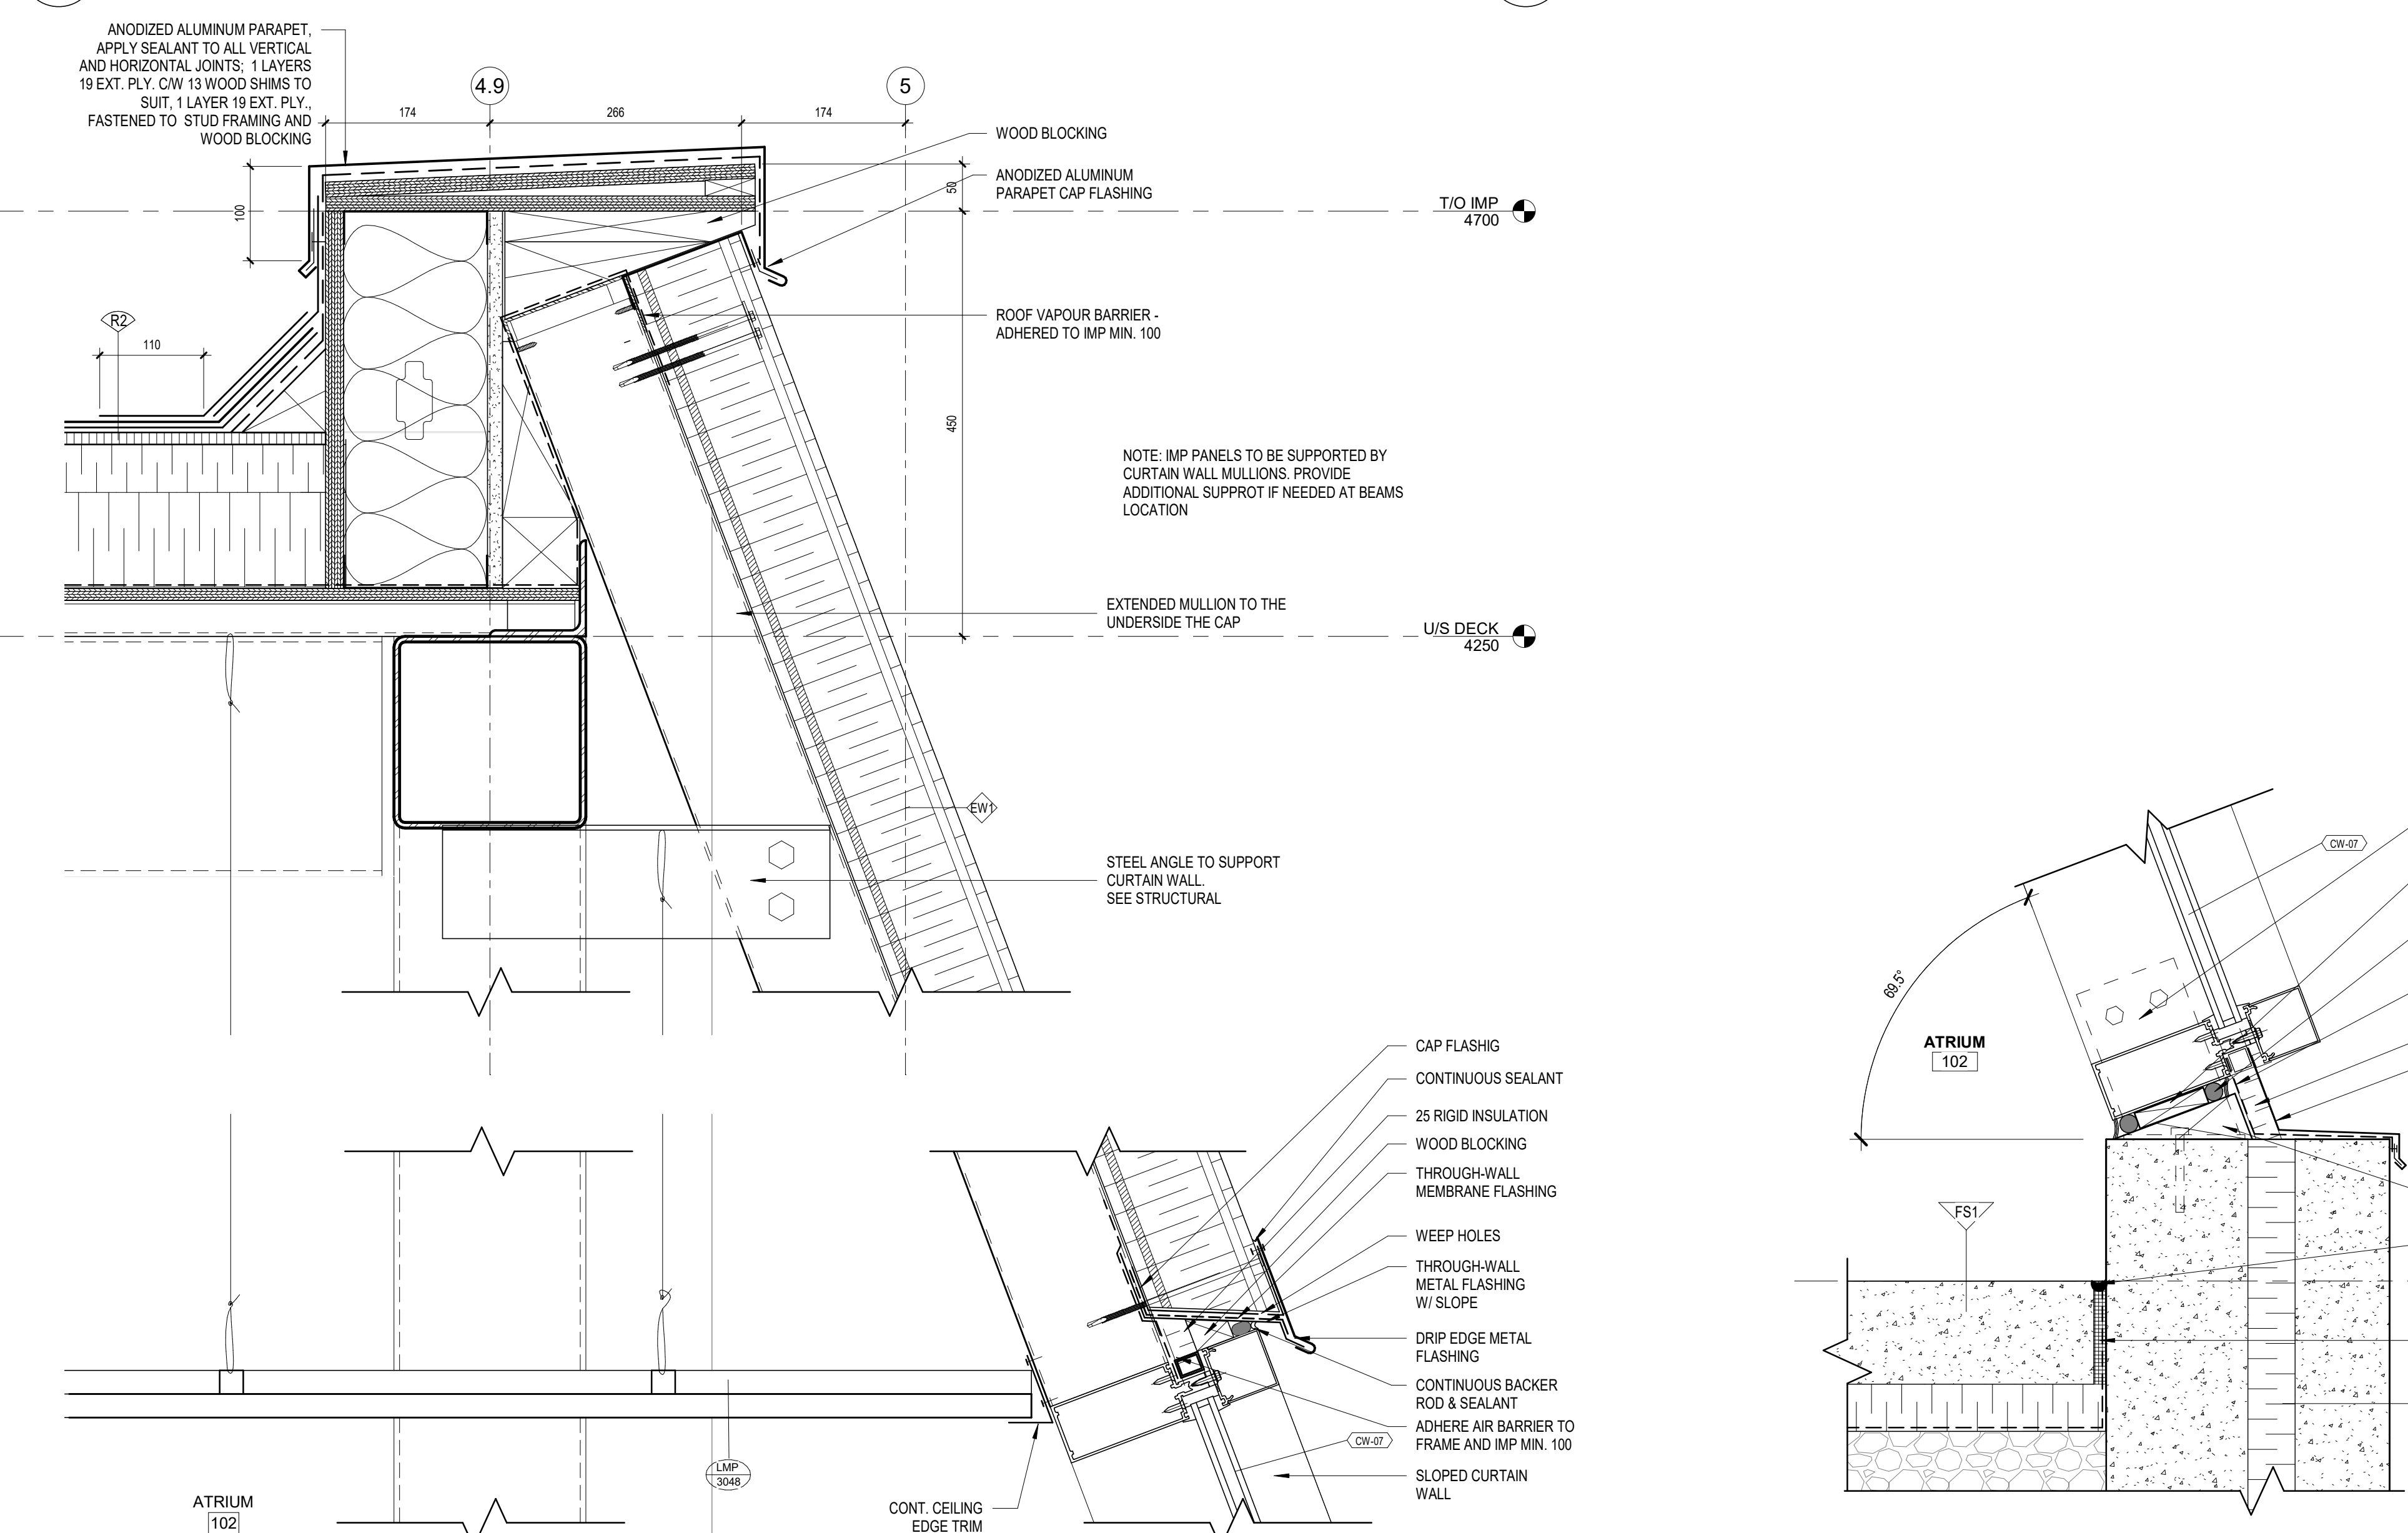 ANODIZED ALUMINUM PARAPET,
APPLY SEALANT TO ALL VERTICAL
AND HORIZONTAL JOINTS; 1 LAYERS
19 EXT. PLY. C/W 13 WOOD SHIMS TO
SUIT, 1 LAYER 19 EXT. PLY.,
FASTENED TO STUD FRAMING AND
WOOD BLOCKING
4.9
5
174
266
174
WOOD BLOCKING
ANODIZED ALUMINUM
PARAPET CAP FLASHING
50
100
T/O IMP
4700
R2
110
ROOF VAPOUR BARRIER -
ADHERED TO IMP MIN. 100
450
NOTE: IMP PANELS TO BE SUPPORTED BY
CURTAIN WALL MULLIONS. PROVIDE
ADDITIONAL SUPPROT IF NEEDED AT BEAMS
LOCATION
EXTENDED MULLION TO THE
UNDERSIDE THE CAP
U/S DECK
4250
EW1
STEEL ANGLE TO SUPPORT
CURTAIN WALL.
SEE STRUCTURAL
CAP FLASHIG
CONTINUOUS SEALANT
25 RIGID INSULATION
WOOD BLOCKING
THROUGH-WALL
MEMBRANE FLASHING
WEEP HOLES
THROUGH-WALL
METAL FLASHING
W/ SLOPE
DRIP EDGE METAL
FLASHING
CONTINUOUS BACKER
ROD & SEALANT
ADHERE AIR BARRIER TO
FRAME AND IMP MIN. 100
CW-07
SLOPED CURTAIN
WALL
LMP
3048
CONT. CEILING
EDGE TRIM
ATRIUM
102
CW-07
69.5°
ATRIUM
102
FS1